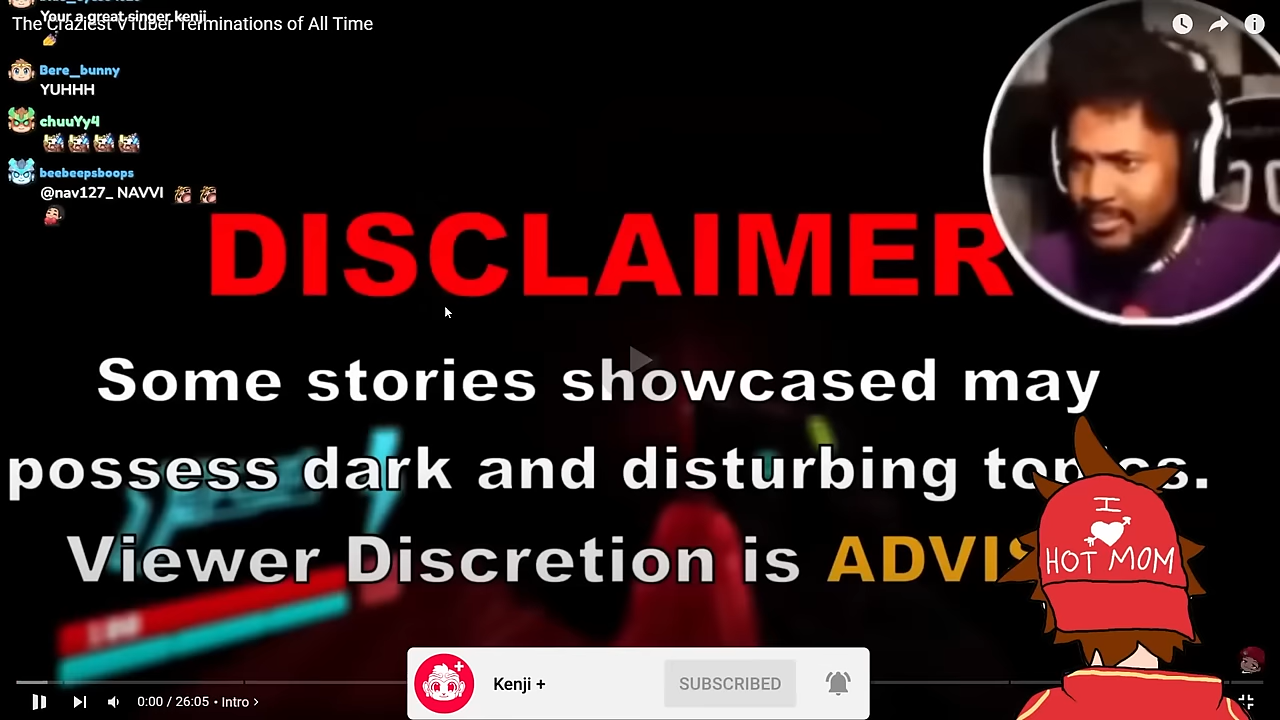 The Craziest VTuber Terminations of All Time
Your a great singer kenji
Bere_bunny
YUHHH
chuuYy4
beebeepsboops
@nav127_ NAVVI
DISCLAIMER
Some stories showcased may
possess dark and disturbing topics.
Viewer Discretion is ADVIS
I
HOT MOM
Kenji +
SUBSCRIBED
0:00 / 26:05 • Intro >